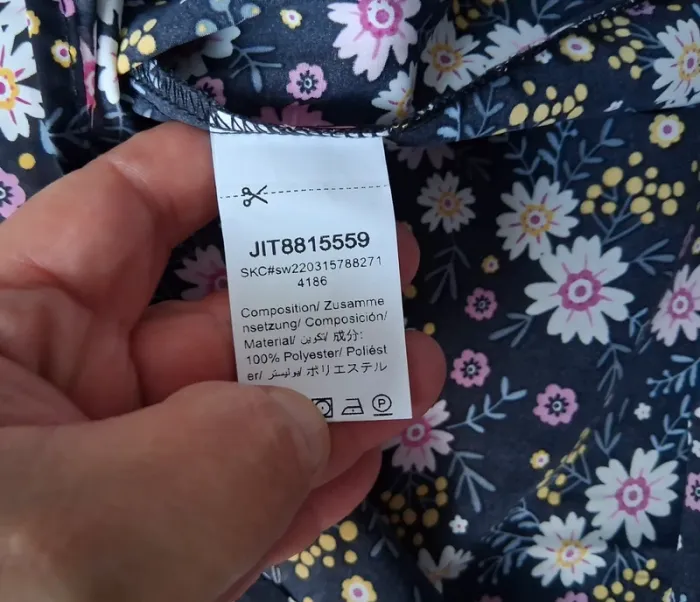 JIT8815559
SKC#sw220315788271
4186
Composition/ Zusamme
nsetzung/ Composición/
Material/ تكوين/ 成分:
100% Polyester/ Poliést
er/ بوليستر/ ポリエステル
P